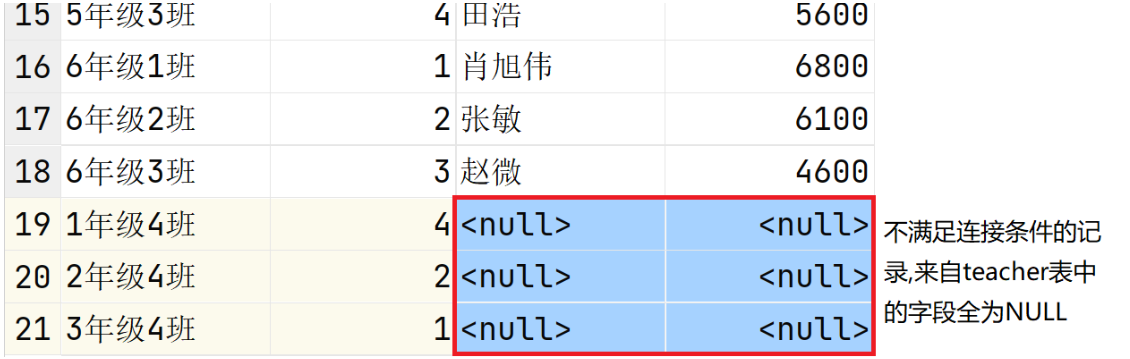 15 5年级3班 4 田浩 5600
16 6年级1班 1 肖旭伟 6800
17 6年级2班 2 张敏 6100
18 6年级3班 3 赵微 4600
19 1年级4班 4 <null> <null>
20 2年级4班 2 <null> <null>
21 3年级4班 1 <null> <null>
不满足连接条件的记
录,来自teacher表中
的字段全为NULL